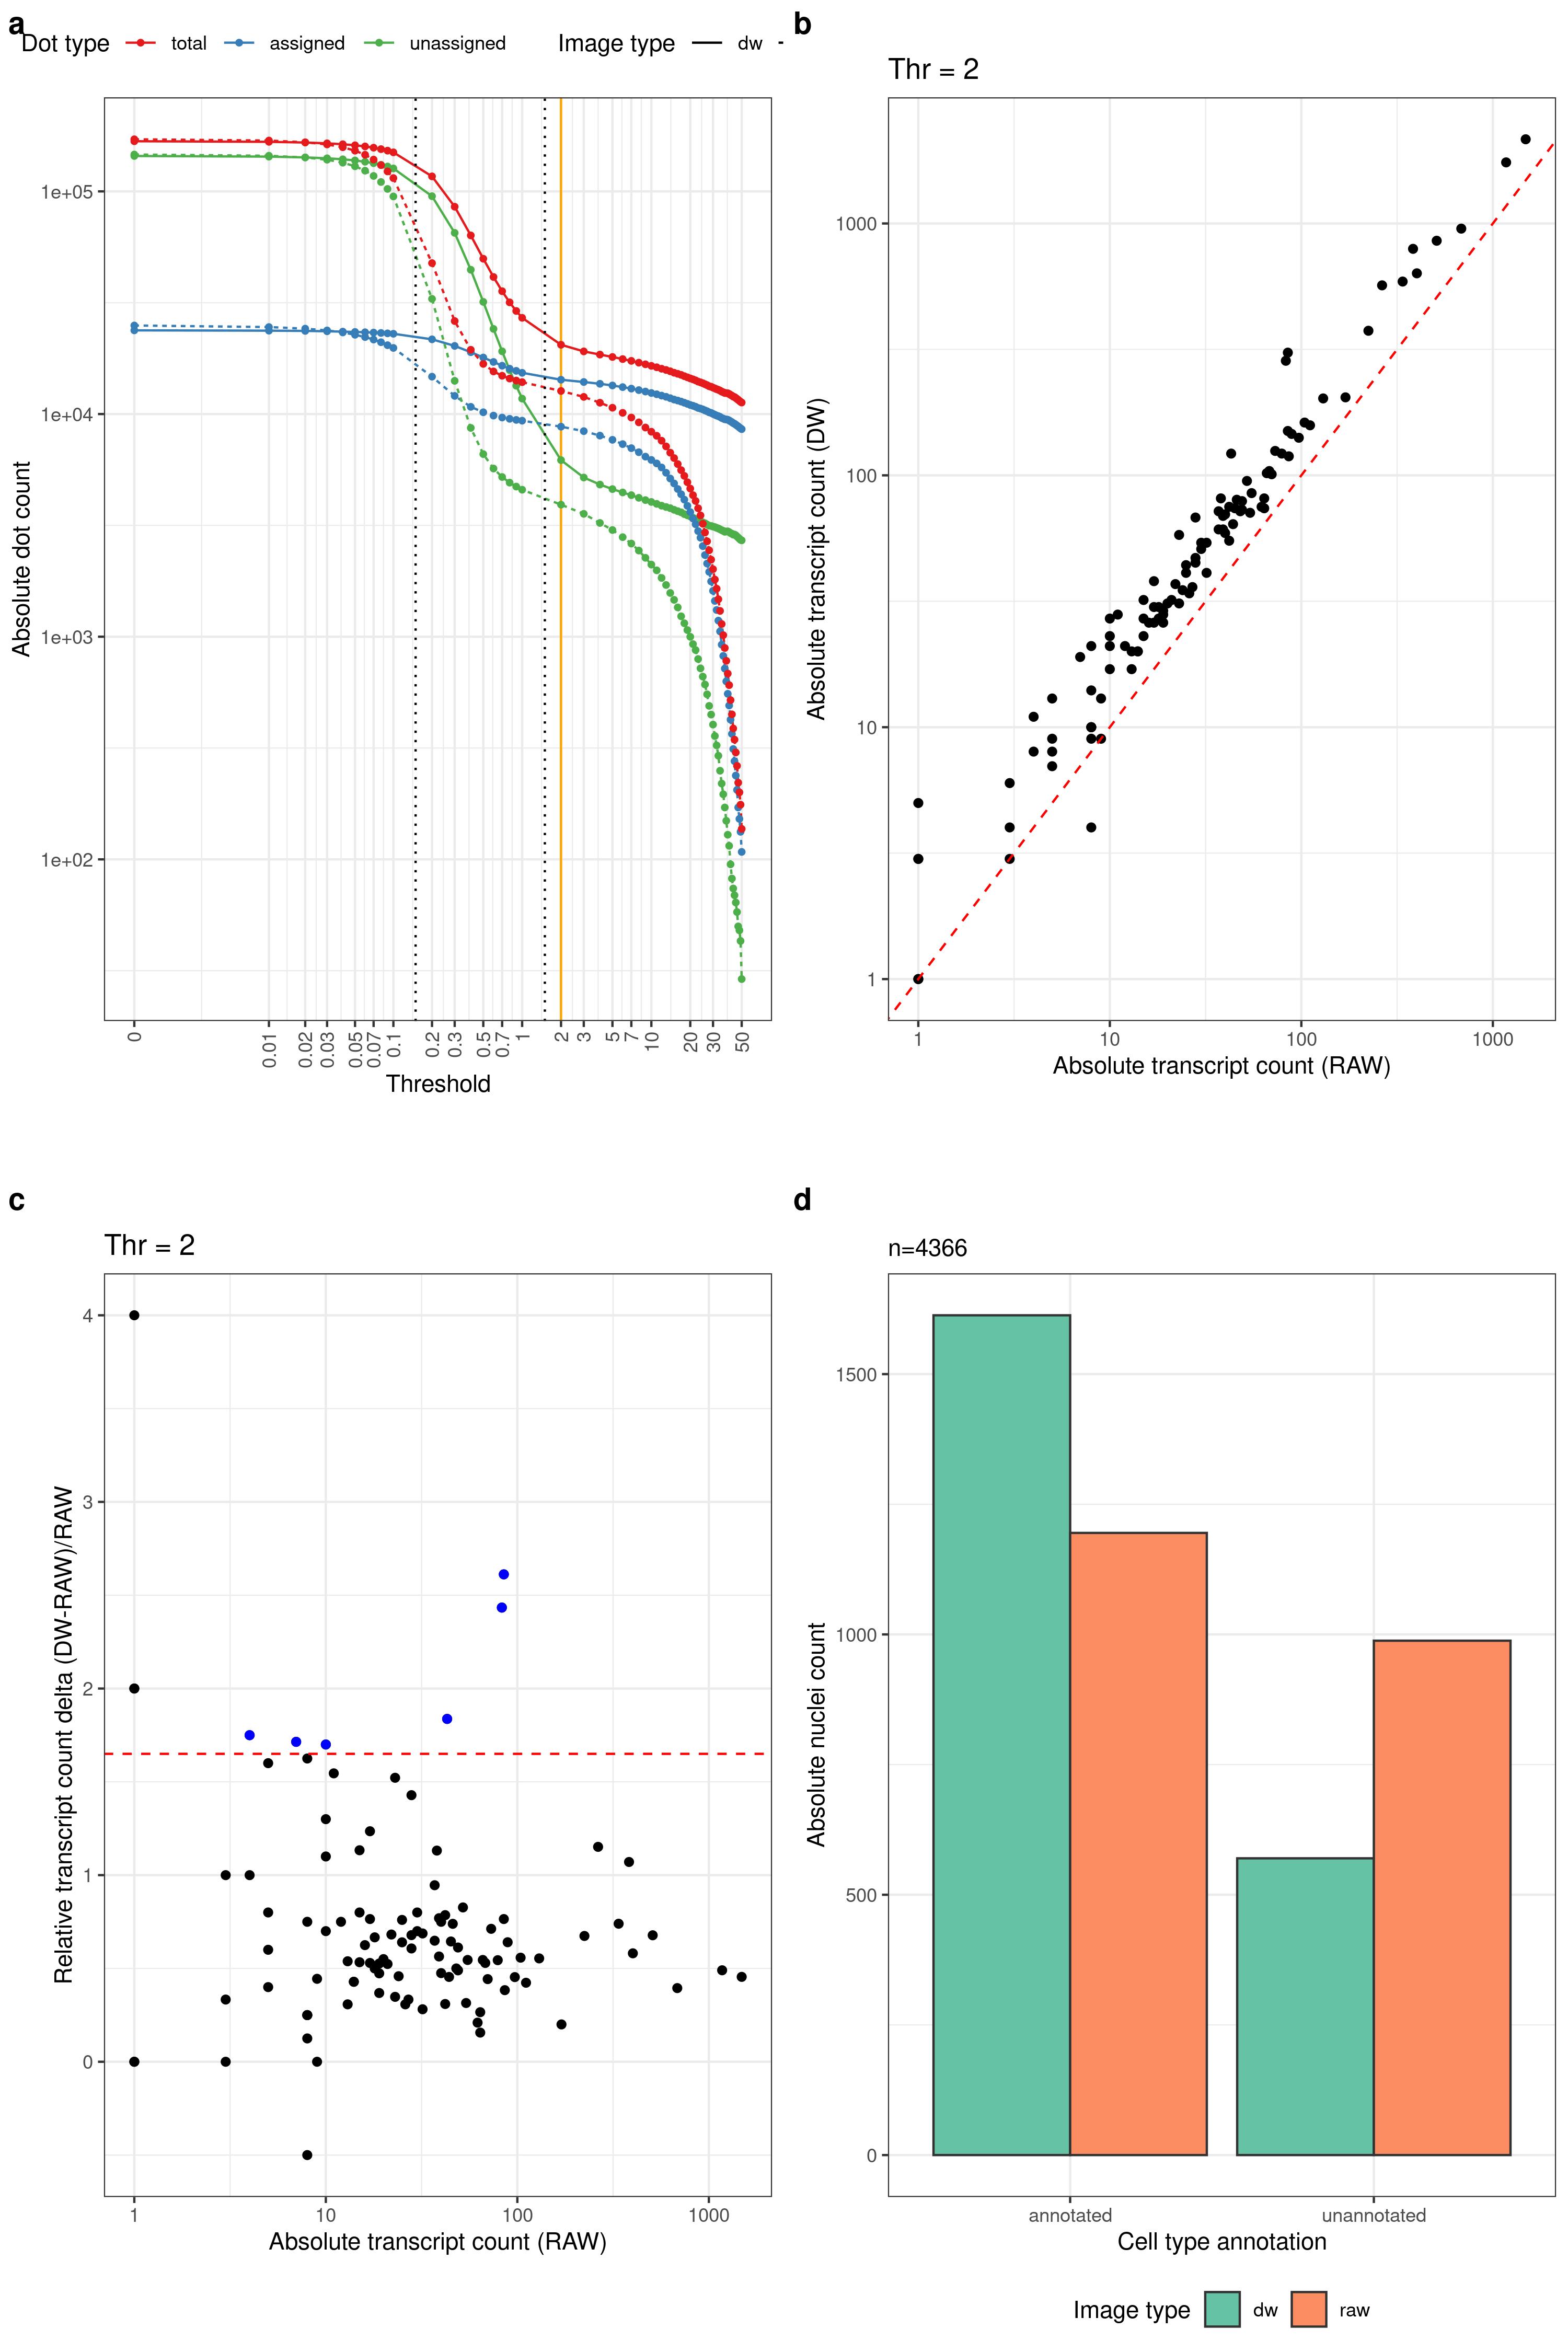 a
Dot type total assigned unassigned Image type dw
1e+05
1e+04
1e+03
1e+02
Absolute dot count
0 0.01 0.02 0.03 0.05 0.07 0.1 0.2 0.3 0.5 0.7 1 2 3 5 7 10 20 30 50
Threshold
b
Thr = 2
1000
100
10
1
Absolute transcript count (DW)
1 10 100 1000
Absolute transcript count (RAW)
c
Thr = 2
4
3
2
1
0
Relative transcript count delta (DW-RAW)/RAW
1 10 100 1000
Absolute transcript count (RAW)
d
n=4366
1500
1000
500
0
Absolute nuclei count
annotated unannotated
Cell type annotation
Image type dw raw